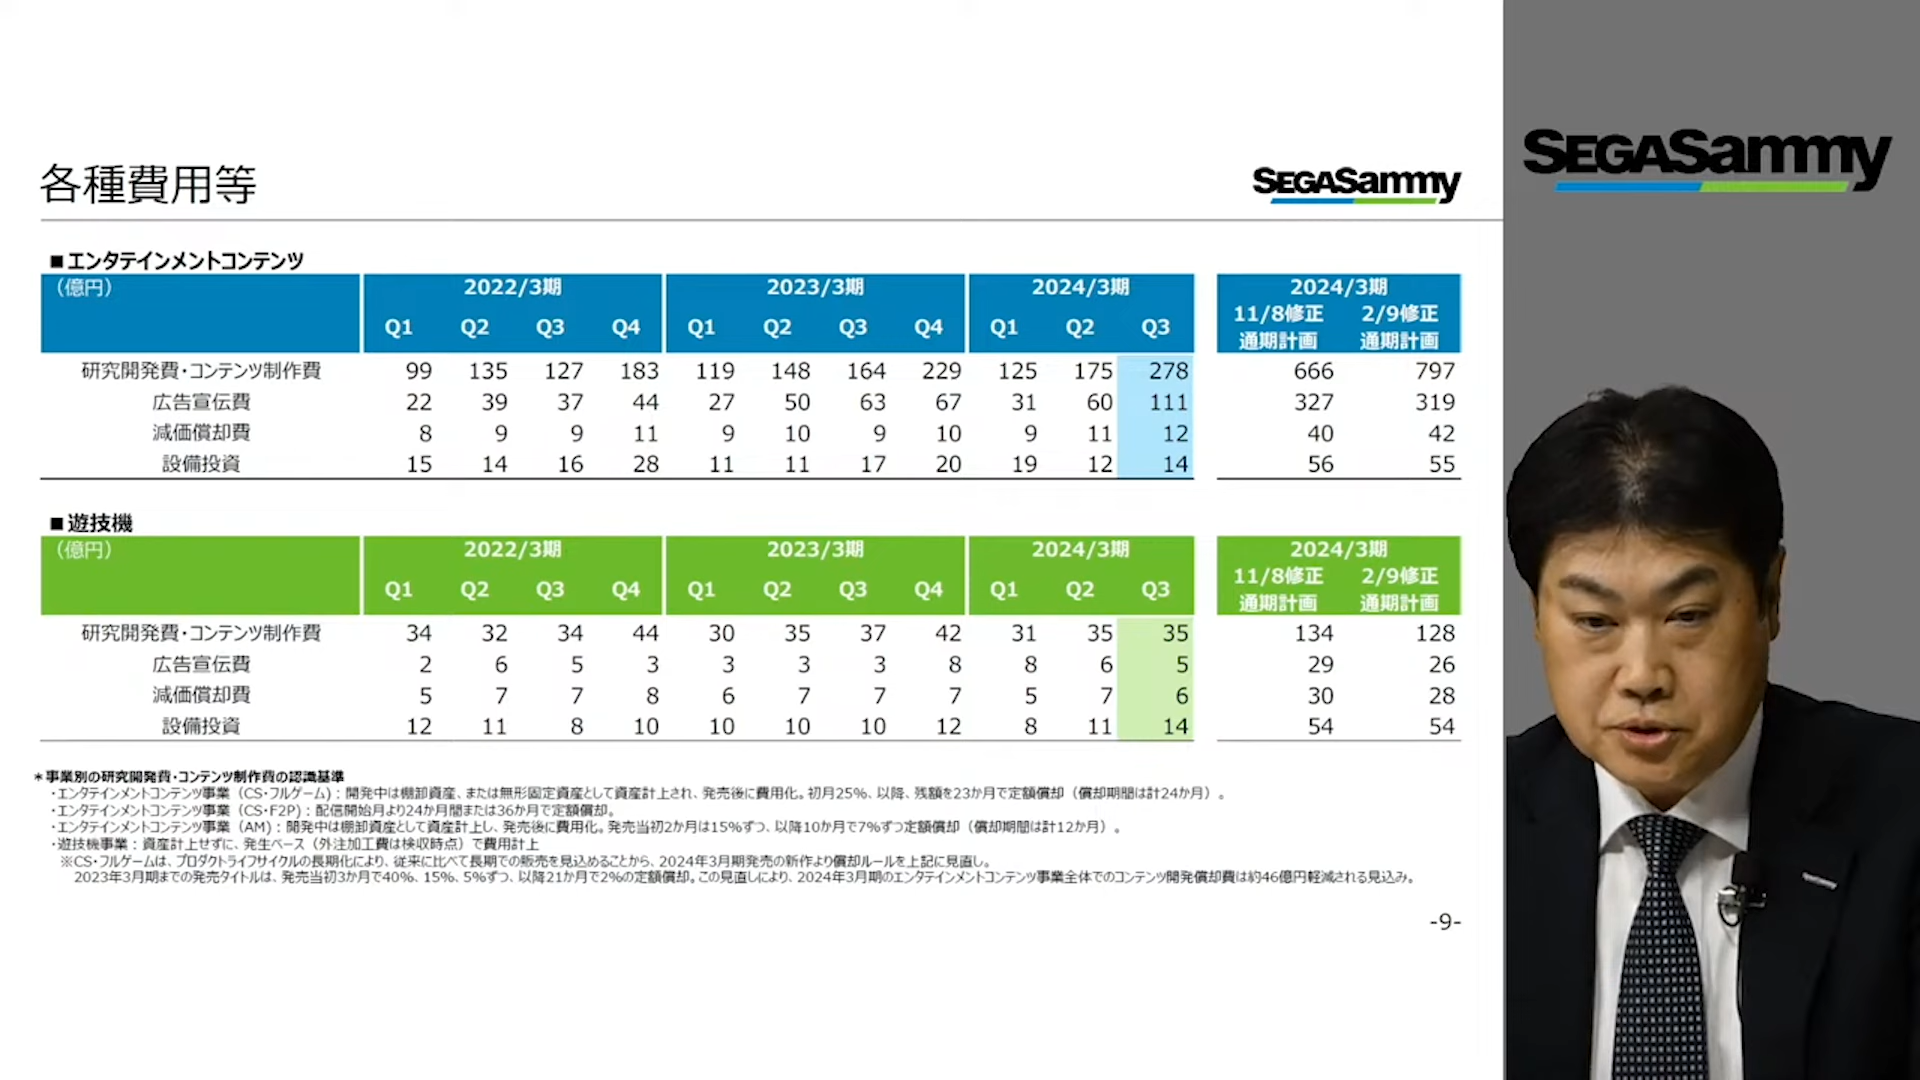 各種費用等
SEGASammy
SEGASammy
■エンタテインメントコンテンツ
（億円） 2022/3期 2023/3期 2024/3期 2024/3期
Q1 Q2 Q3 Q4 Q1 Q2 Q3 Q4 Q1 Q2 Q3 11/8修正 2/9修正
通期計画 通期計画
研究開発費・コンテンツ制作費 99 135 127 183 119 148 164 229 125 175 278 666 797
広告宣伝費 22 39 37 44 27 50 63 67 31 60 111 327 319
減価償却費 8 9 9 11 9 10 9 10 9 11 12 40 42
設備投資 15 14 16 28 11 11 17 20 19 12 14 56 55
■遊技機
（億円） 2022/3期 2023/3期 2024/3期 2024/3期
Q1 Q2 Q3 Q4 Q1 Q2 Q3 Q4 Q1 Q2 Q3 11/8修正 2/9修正
通期計画 通期計画
研究開発費・コンテンツ制作費 34 32 34 44 30 35 37 42 31 35 35 134 128
広告宣伝費 2 6 5 3 3 3 3 8 8 6 5 29 26
減価償却費 5 7 7 8 6 7 7 7 5 7 6 30 28
設備投資 12 11 8 10 10 10 10 12 8 11 14 54 54
＊事業別の研究開発費・コンテンツ制作費の認識基準
・エンタテインメントコンテンツ事業（CS・フルゲーム）：開発中は棚卸資産、または無形固定資産として資産計上され、発売後に費用化。初月25％、以降、残額を23か月で定額償却（償却期間は計24か月）。
・エンタテインメントコンテンツ事業（CS・F2P）：配信開始月より24か月間または36か月で定額償却。
・エンタテインメントコンテンツ事業（AM）：開発中は棚卸資産として資産計上し、発売後に費用化。発売当初2か月は15％ずつ、以降10か月で7％ずつ定額償却（償却期間は計12か月）。
・遊技機事業：資産計上せずに、発生ベース（外注加工費は検収時点）で費用計上
※CS・フルゲームは、プロダクトライフサイクルの長期化により、従来に比べて長期での販売を見込めることから、2024年3月期発売の新作より償却ルールを上記に見直し。
2023年3月期までの発売タイトルは、発売当初3か月で40％、15％、5％ずつ、以降21か月で2％の定額償却。この見直しにより、2024年3月期のエンタテインメントコンテンツ事業全体でのコンテンツ開発償却費は約46億円軽減される見込み。
-9-